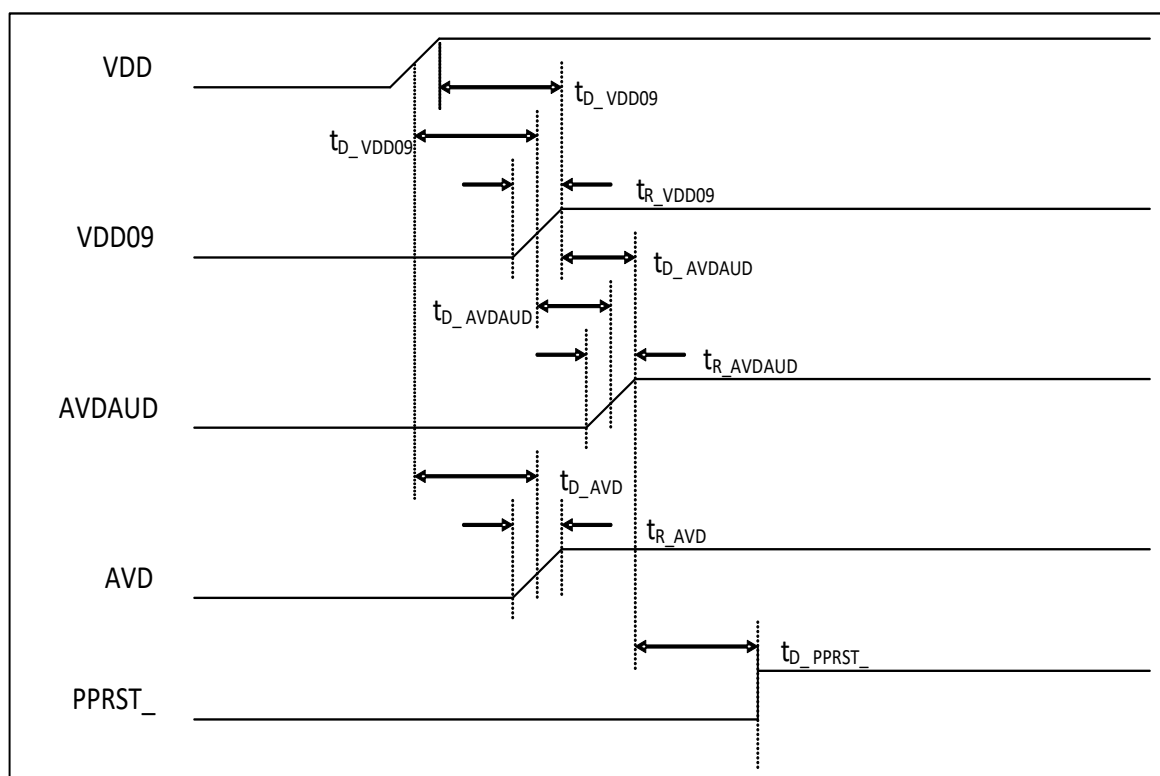 VDD
tD_VDD09
tD_VDD09
tR_VDD09
VDD09
tD_AVDAUD
tD_AVDAUD
tR_AVDAUD
AVDAUD
tD_AVD
tR_AVD
AVD
tD_PPRST_
PPRST_